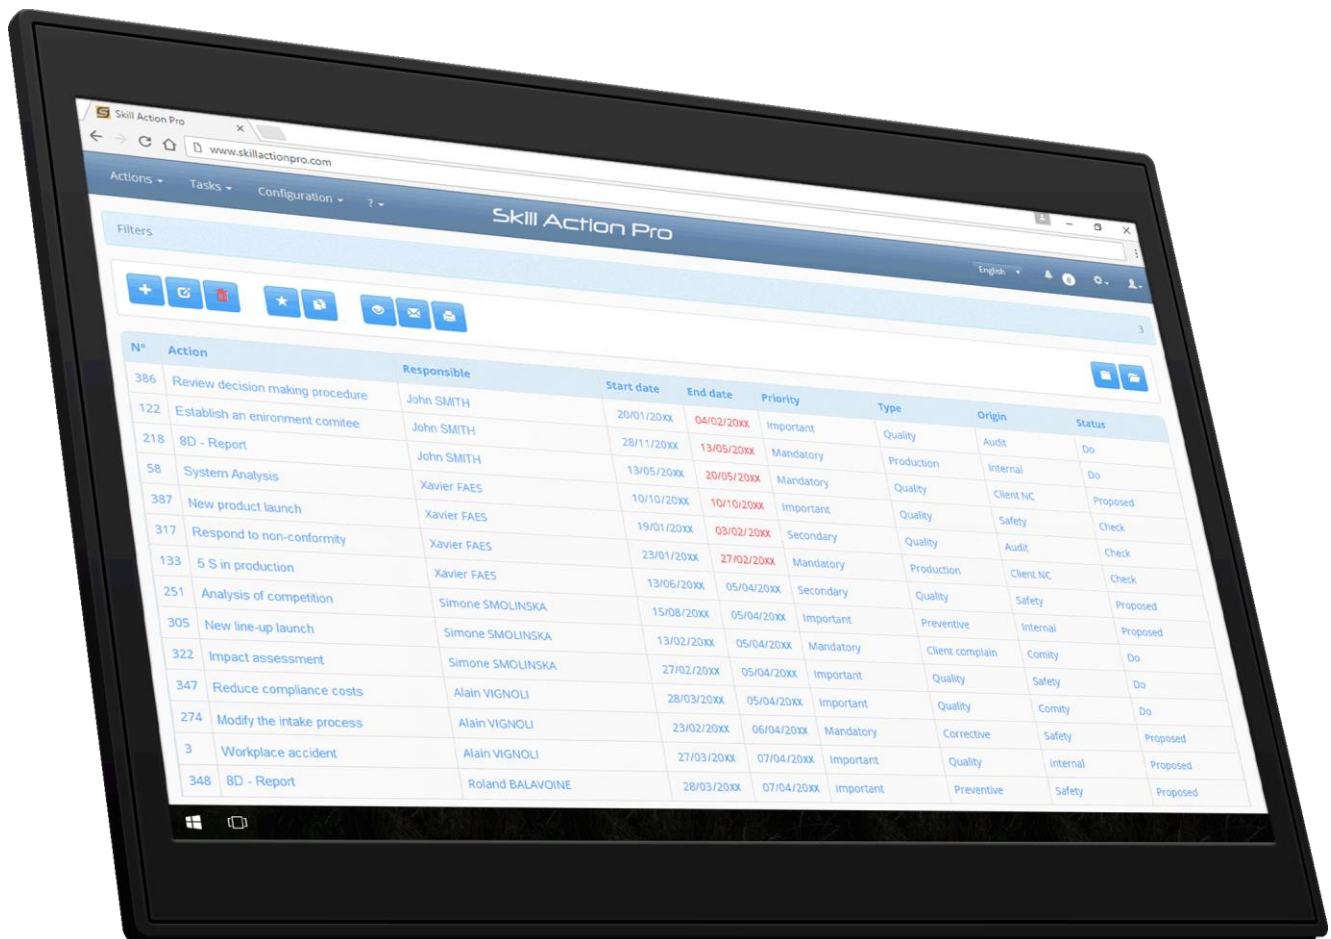 Skill Action Pro
www.skillactionpro.com
Actions Tasks Configuration ? Skill Action Pro English 0
Filters 3
N° Action Responsible Start date End date Priority Type Origin Status
386 Review decision making procedure John SMITH 20/01/20xx 04/02/20xx Important Quality Audit Do
122 Establish an enironment comitee John SMITH 28/11/20xx 13/05/20xx Mandatory Production Internal Do
218 8D - Report John SMITH 13/05/20xx 20/05/20xx Mandatory Quality Client NC Proposed
58 System Analysis Xavier FAES 10/10/20xx 10/10/20xx Important Quality Safety Check
387 New product launch Xavier FAES 19/01/20xx 03/02/20xx Secondary Quality Audit Check
317 Respond to non-conformity Xavier FAES 23/01/20xx 27/02/20xx Mandatory Production Client NC Check
133 5 S in production Xavier FAES 13/06/20xx 05/04/20xx Secondary Quality Safety Proposed
251 Analysis of competition Simone SMOLINSKA 15/08/20xx 05/04/20xx Important Preventive Internal Proposed
305 New line-up launch Simone SMOLINSKA 13/02/20xx 05/04/20xx Mandatory Client complain Comity Do
322 Impact assessment Simone SMOLINSKA 27/02/20xx 05/04/20xx Important Quality Safety Do
347 Reduce compliance costs Alain VIGNOLI 28/03/20xx 05/04/20xx Important Quality Comity Do
274 Modify the intake process Alain VIGNOLI 23/02/20xx 06/04/20xx Mandatory Corrective Safety Proposed
3 Workplace accident Alain VIGNOLI 27/03/20xx 07/04/20xx Important Quality Internal Proposed
348 8D - Report Roland BALAVOINE 28/03/20xx 07/04/20xx Important Preventive Safety Proposed